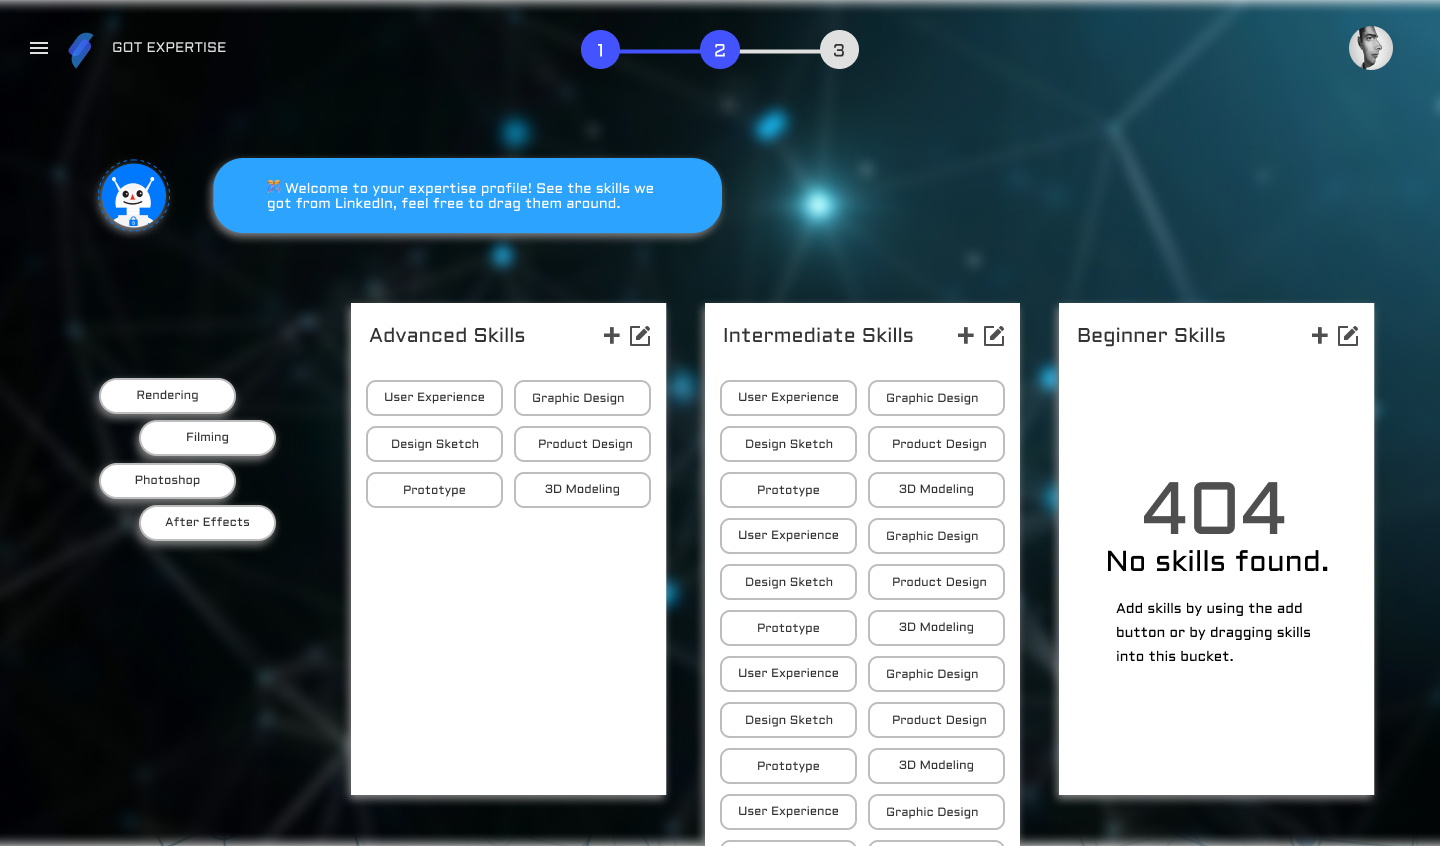 GOT EXPERTISE
1
2
3
Welcome to your expertise profile! See the skills we
got from LinkedIn, feel free to drag them around.
Rendering
Filming
Photoshop
After Effects
Advanced Skills
User Experience
Graphic Design
Design Sketch
Product Design
Prototype
3D Modeling
Intermediate Skills
User Experience
Graphic Design
Design Sketch
Product Design
Prototype
3D Modeling
User Experience
Graphic Design
Design Sketch
Product Design
Prototype
3D Modeling
User Experience
Graphic Design
Design Sketch
Product Design
Prototype
3D Modeling
User Experience
Graphic Design
Beginner Skills
404
No skills found.
Add skills by using the add
button or by dragging skills
into this bucket.